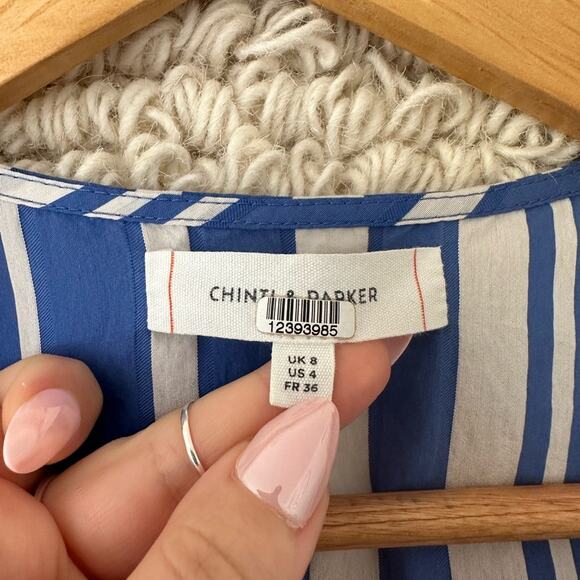 CHINTI & PARKER
12393985
UK 8
US 4
FR 36